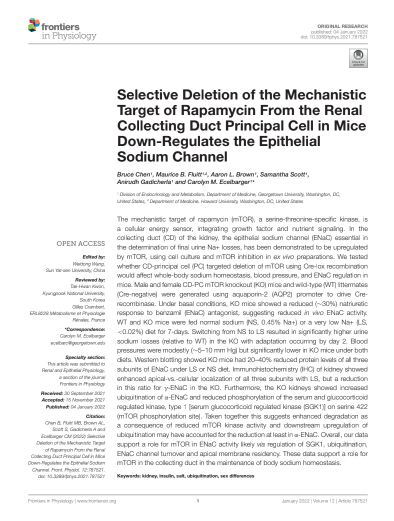 frontiers
in Physiology
ORIGINAL RESEARCH
published: 04 January 2022
doi: 10.3389/fphys.2021.787521
Selective Deletion of the Mechanistic
Target of Rapamycin From the Renal
Collecting Duct Principal Cell in Mice
Down-Regulates the Epithelial
Sodium Channel
Bruce Chen¹, Maurice B. Fluitt¹,², Aaron L. Brown¹, Samantha Scott¹,
Anirudh Gadicherla¹ and Carolyn M. Ecelbarger¹*
¹ Division of Endocrinology and Metabolism, Department of Medicine, Georgetown University, Washington, DC,
United States, ² Department of Medicine, Howard University, Washington, DC, United States
OPEN ACCESS
Edited by:
Weidong Wang,
Sun Yat-sen University, China
Reviewed by:
Tae-Hwan Kwon,
Kyungpook National University,
South Korea
Gilles Crambert,
ERL8228 Métabolisme et Physiologie
Rénales, France
*Correspondence:
Carolyn M. Ecelbarger
ecelbarc@georgetown.edu
Specialty section:
This article was submitted to
Renal and Epithelial Physiology,
a section of the journal
Frontiers in Physiology
Received: 30 September 2021
Accepted: 15 November 2021
Published: 04 January 2022
Citation:
Chen B, Fluitt MB, Brown AL,
Scott S, Gadicherla A and
Ecelbarger CM (2022) Selective
Deletion of the Mechanistic Target
of Rapamycin From the Renal
Collecting Duct Principal Cell in Mice
Down-Regulates the Epithelial Sodium
Channel. Front. Physiol. 12:787521.
doi: 10.3389/fphys.2021.787521
The mechanistic target of rapamycin (mTOR), a serine-threonine-specific kinase, is
a cellular energy sensor, integrating growth factor and nutrient signaling. In the
collecting duct (CD) of the kidney, the epithelial sodium channel (ENaC) essential in
the determination of final urine Na+ losses, has been demonstrated to be upregulated
by mTOR, using cell culture and mTOR inhibition in ex vivo preparations. We tested
whether CD-principal cell (PC) targeted deletion of mTOR using Cre-lox recombination
would affect whole-body sodium homeostasis, blood pressure, and ENaC regulation in
mice. Male and female CD-PC mTOR knockout (KO) mice and wild-type (WT) littermates
(Cre-negative) were generated using aquaporin-2 (AQP2) promoter to drive Cre-
recombinase. Under basal conditions, KO mice showed a reduced (~30%) natriuretic
response to benzamil (ENaC) antagonist, suggesting reduced in vivo ENaC activity.
WT and KO mice were fed normal sodium (NS, 0.45% Na+) or a very low Na+ (LS,
<0.02%) diet for 7-days. Switching from NS to LS resulted in significantly higher urine
sodium losses (relative to WT) in the KO with adaptation occurring by day 2. Blood
pressures were modestly (~5–10 mm Hg) but significantly lower in KO mice under both
diets. Western blotting showed KO mice had 20–40% reduced protein levels of all three
subunits of ENaC under LS or NS diet. Immunohistochemistry (IHC) of kidney showed
enhanced apical-vs.-cellular localization of all three subunits with LS, but a reduction
in this ratio for γ-ENaC in the KO. Furthermore, the KO kidneys showed increased
ubiquitination of α-ENaC and reduced phosphorylation of the serum and glucocorticoid
regulated kinase, type 1 [serum glucocorticoid regulated kinase (SGK1)] on serine 422
(mTOR phosphorylation site). Taken together this suggests enhanced degradation as
a consequence of reduced mTOR kinase activity and downstream upregulation of
ubiquitination may have accounted for the reduction at least in α-ENaC. Overall, our data
support a role for mTOR in ENaC activity likely via regulation of SGK1, ubiquitination,
ENaC channel turnover and apical membrane residency. These data support a role for
mTOR in the collecting duct in the maintenance of body sodium homeostasis.
Keywords: kidney, insulin, salt, ubiquitination, sex differences
Frontiers in Physiology | www.frontiersin.org
1
January 2022 | Volume 12 | Article 787521